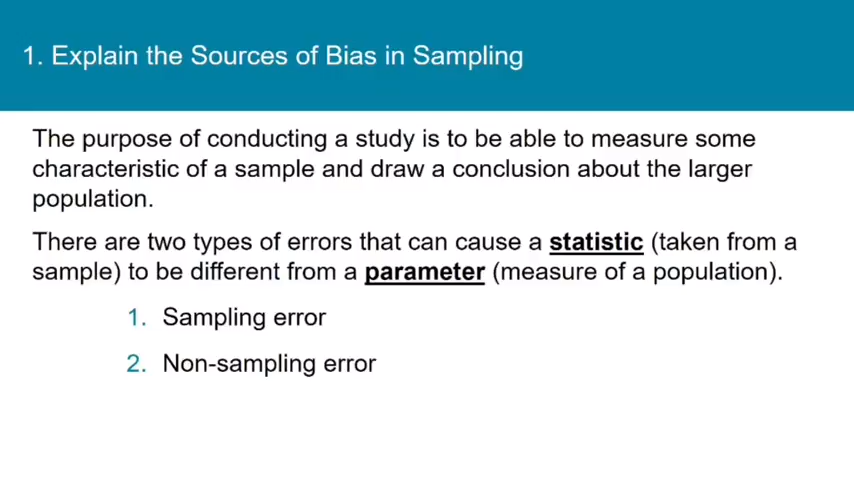 1. Explain the Sources of Bias in Sampling
The purpose of conducting a study is to be able to measure some
characteristic of a sample and draw a conclusion about the larger
population.
There are two types of errors that can cause a statistic (taken from a
sample) to be different from a parameter (measure of a population).
1. Sampling error
2. Non-sampling error